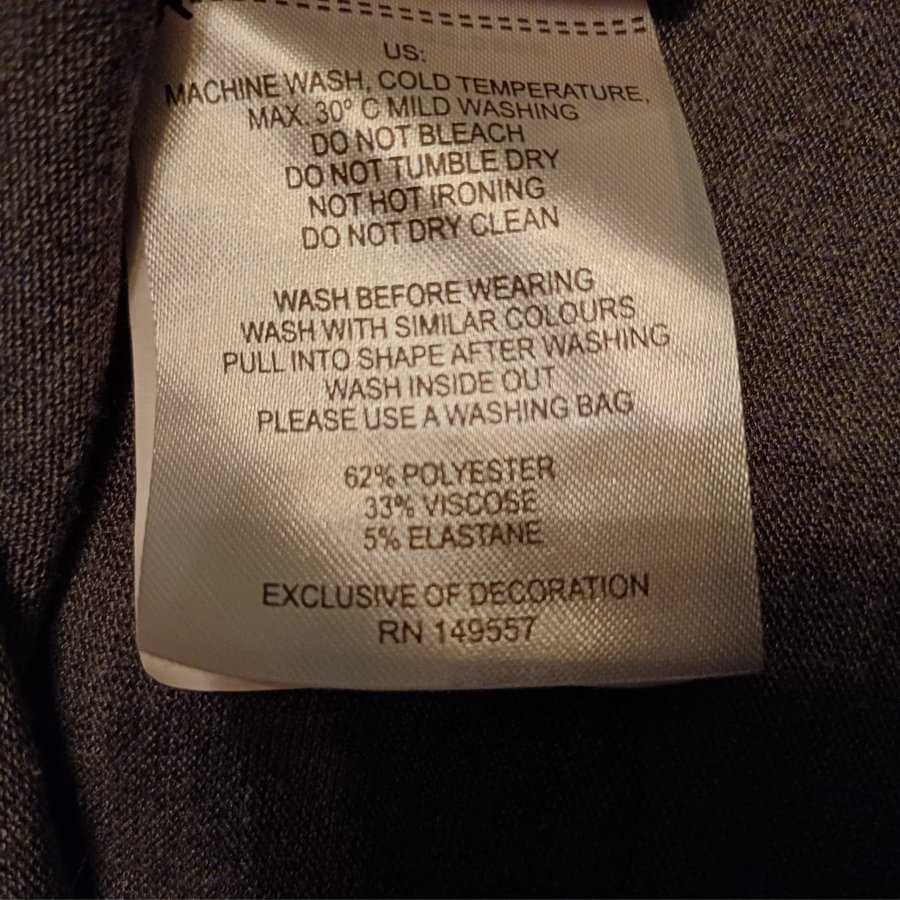 US:
MACHINE WASH, COLD TEMPERATURE,
MAX. 30° C MILD WASHING
DO NOT BLEACH
DO NOT TUMBLE DRY
NOT HOT IRONING
DO NOT DRY CLEAN
WASH BEFORE WEARING
WASH WITH SIMILAR COLOURS
PULL INTO SHAPE AFTER WASHING
WASH INSIDE OUT
PLEASE USE A WASHING BAG
62% POLYESTER
33% VISCOSE
5% ELASTANE
EXCLUSIVE OF DECORATION
RN 149557